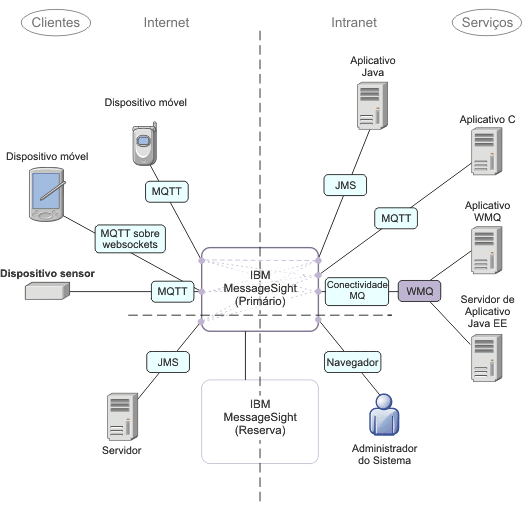 Clientes
Internet
Intranet
Serviços
Aplicativo
Java
Dispositivo móvel
Aplicativo C
Dispositivo móvel
MQTT
JMS
MQTT
Aplicativo
WMQ
MQTT sobre
websockets
Dispositivo sensor
MQTT
IBM
MessageSight
(Primário)
Conectividade
MQ
WMQ
Servidor de
Aplicativo
Java EE
JMS
Navegador
IBM
MessageSight
(Reserva)
Servidor
Administrador
do Sistema